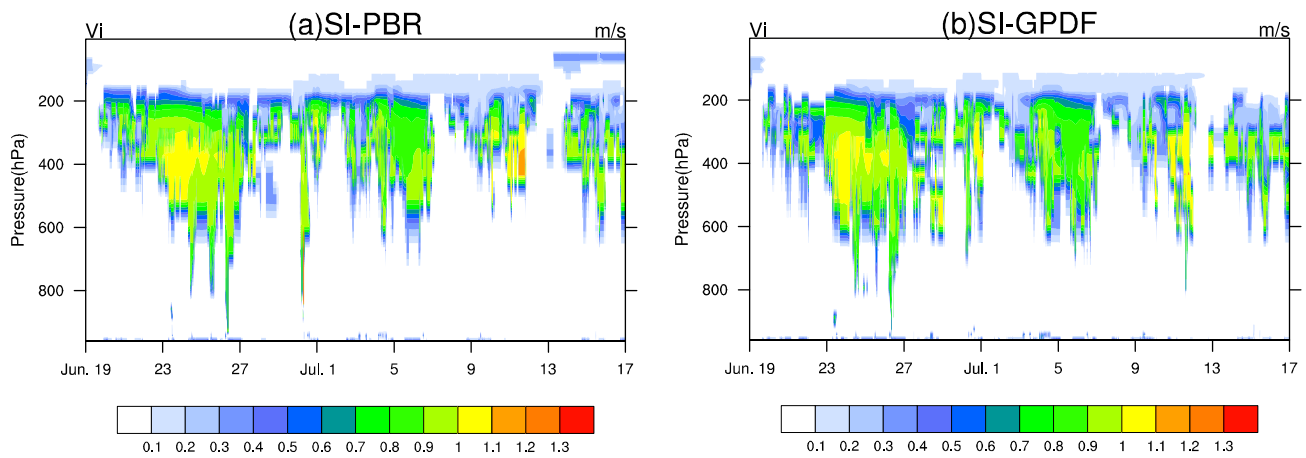 Vi (a)SI-PBR m/s
Pressure(hPa)
200
400
600
800
Jun. 19 23 27 Jul. 1 5 9 13 17
0.1 0.2 0.3 0.4 0.5 0.6 0.7 0.8 0.9 1 1.1 1.2 1.3
Vi (b)SI-GPDF m/s
Pressure(hPa)
200
400
600
800
Jun. 19 23 27 Jul. 1 5 9 13 17
0.1 0.2 0.3 0.4 0.5 0.6 0.7 0.8 0.9 1 1.1 1.2 1.3